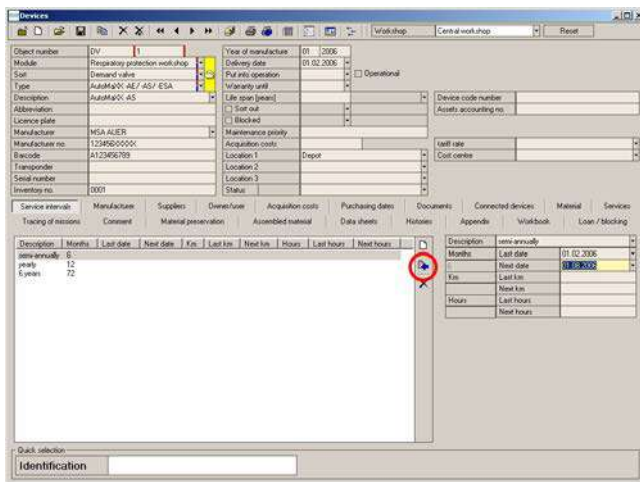 Devices
Workshop Central workshop Reset
Object number DV 1 Year of manufacture 01 2006
Module Respiratory protection workshop Delivery date 01.02.2006
Sort Demand valve Put into operation Operational
Type AutoMaXX-AE/-AS/-ESA Warranty until
Description AutoMaXX-AS Life span [years] Device code number
Abbreviation Sort out Assets accounting no.
Licence plate Blocked
Manufacturer MSA AUER Maintenance priority
Manufacturer no. Acquisition costs tariff rate
Barcode A123456789 Location 1 Depot Cost centre
Transponder Location 2
Serial number Location 3
Inventory no. 0001 Status
Service intervals Manufacturer Suppliers Owner/user Acquisition costs Purchasing dates Documents Connected devices Material Services
Tracing of missions Comment Material preservation Assembled material Data sheets Histories Appendix Workbook Loan / blocking
Description Months Last date Next date Km Last km Next km Hours Last hours Next hours
semi-annually 6
yearly 12
6 years 72
Description semi-annually
Months Last date 01.02.2006
6 Next date 01.08.2006
Km Last km
Next km
Hours Last hours
Next hours
Quick selection
Identification